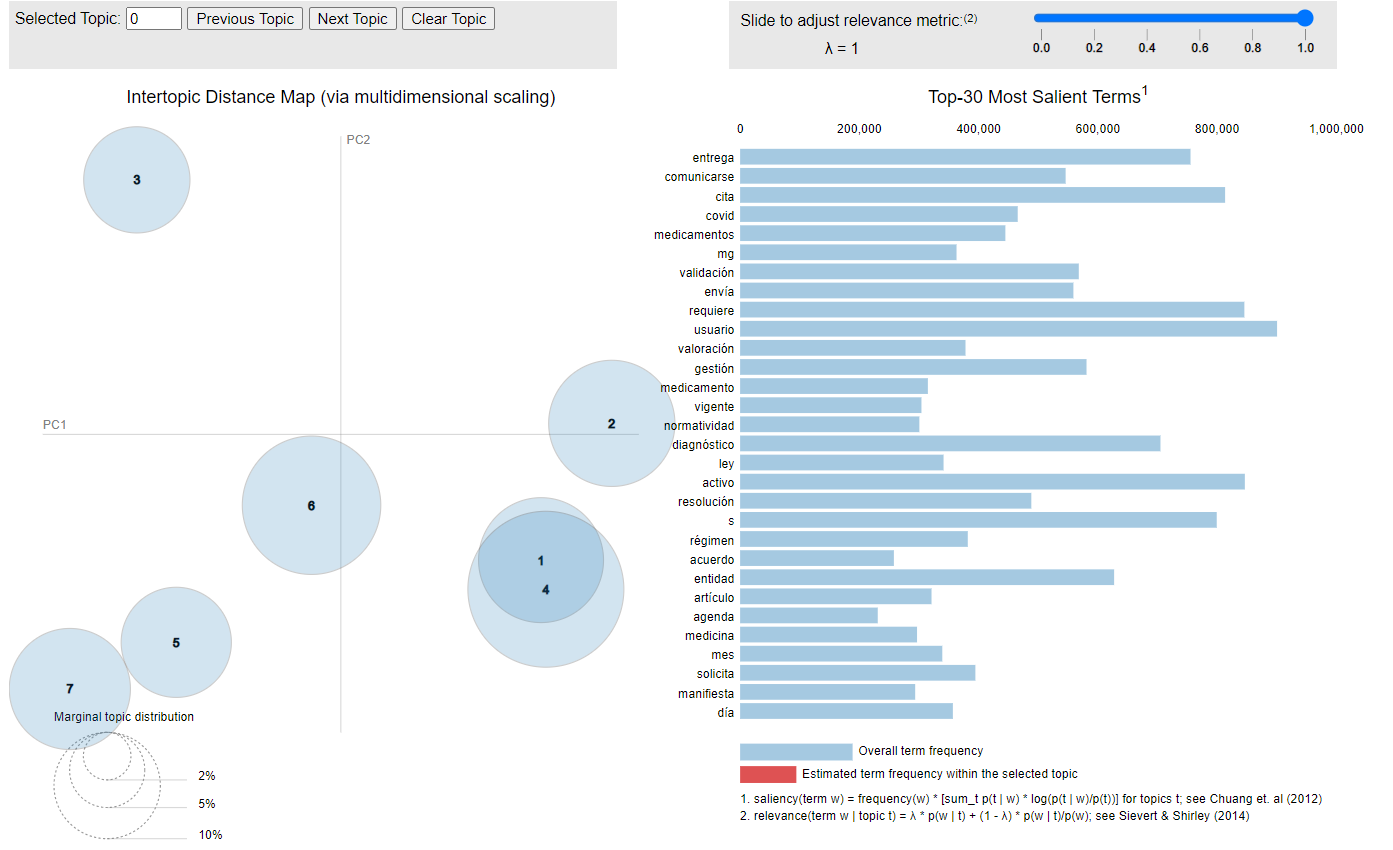 Selected Topic: 0 Previous Topic Next Topic Clear Topic
Slide to adjust relevance metric:(2)
λ = 1
0.0 0.2 0.4 0.6 0.8 1.0
Intertopic Distance Map (via multidimensional scaling)
PC2
PC1
3
2
6
1
4
5
7
Marginal topic distribution
2%
5%
10%
Top-30 Most Salient Terms1
0 200,000 400,000 600,000 800,000 1,000,000
entrega
comunicarse
cita
covid
medicamentos
mg
validación
envía
requiere
usuario
valoración
gestión
medicamento
vigente
normatividad
diagnóstico
ley
activo
resolución
s
régimen
acuerdo
entidad
artículo
agenda
medicina
mes
solicita
manifiesta
día
Overall term frequency
Estimated term frequency within the selected topic
1. saliency(term w) = frequency(w) * [sum_t p(t | w) * log(p(t | w)/p(t))] for topics t; see Chuang et. al (2012)
2. relevance(term w | topic t) = λ * p(w | t) + (1 - λ) * p(w | t)/p(w); see Sievert & Shirley (2014)